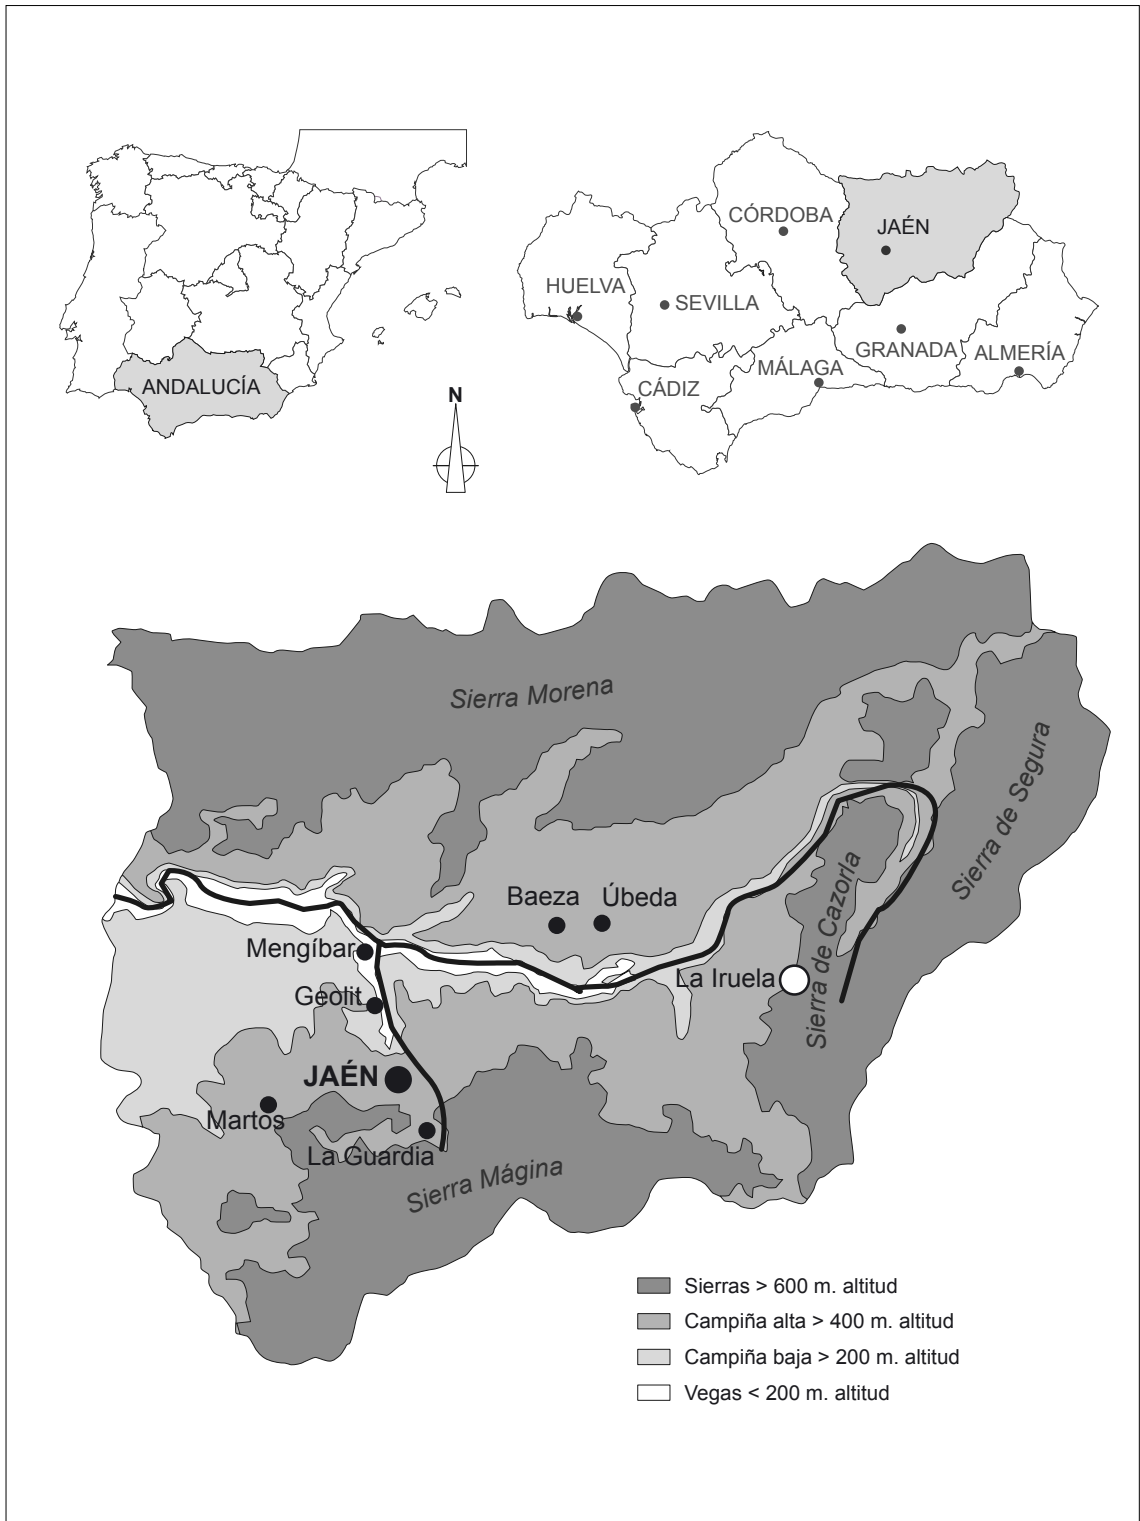 ANDALUCÍA
N
CÓRDOBA
JAÉN
HUELVA
SEVILLA
GRANADA
ALMERÍA
MÁLAGA
CÁDIZ
Sierra Morena
Sierra de Segura
Sierra de Cazorla
Baeza
Úbeda
Mengíbar
La Iruela
Geolit
JAÉN
Martos
La Guardia
Sierra Mágina
Sierras > 600 m. altitud
Campiña alta > 400 m. altitud
Campiña baja > 200 m. altitud
Vegas < 200 m. altitud